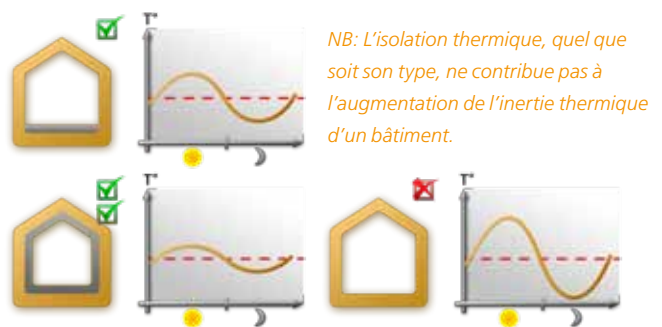 T°
NB: L'isolation thermique, quel que
soit son type, ne contribue pas à
l'augmentation de l'inertie thermique
d'un bâtiment.
T°
T°